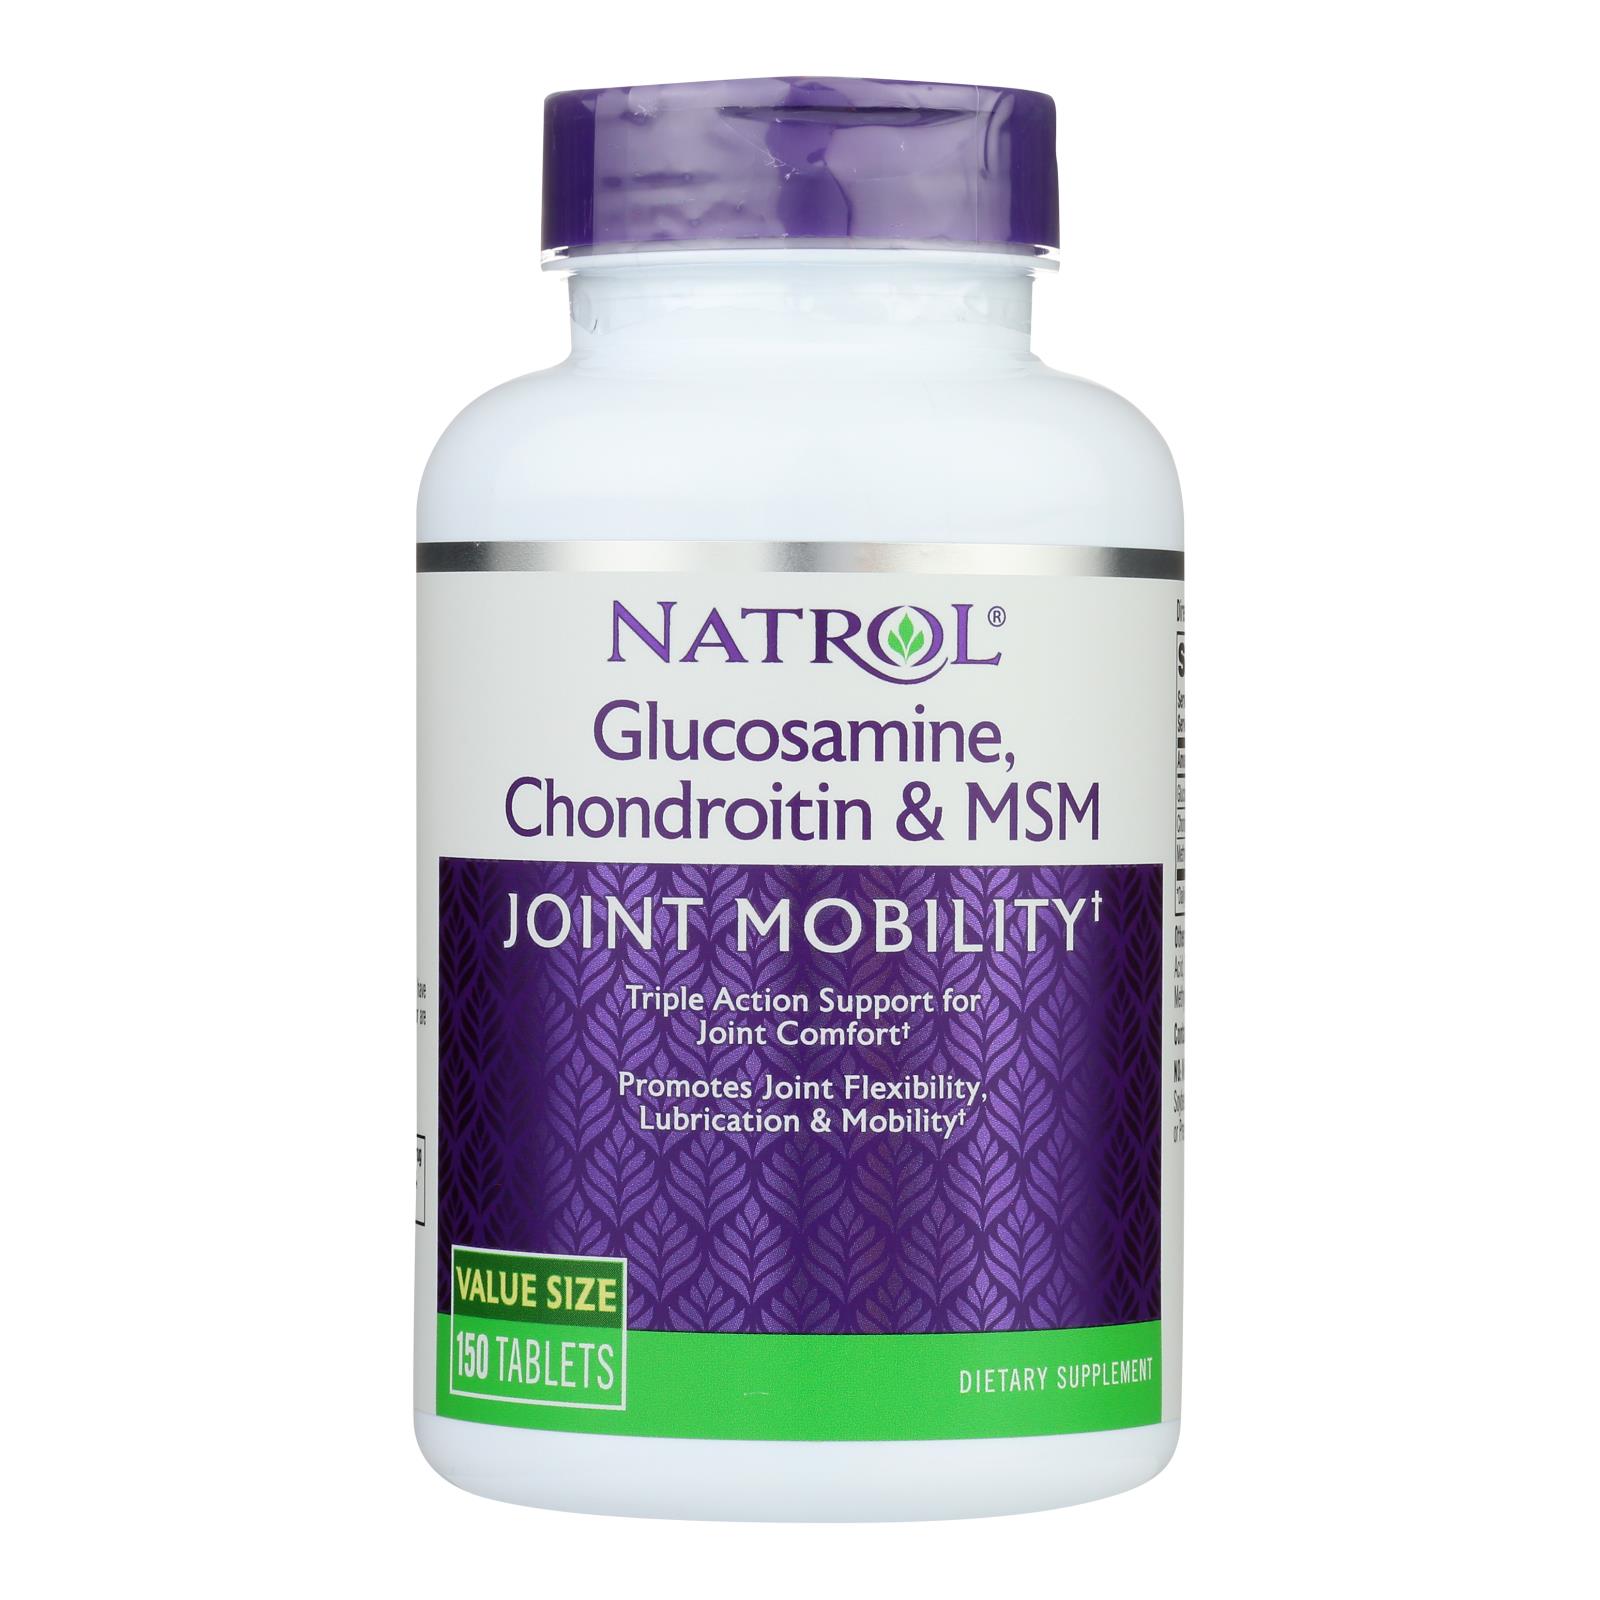 NATROL®
Glucosamine,
Chondroitin & MSM
JOINT MOBILITY†
Triple Action Support for
Joint Comfort†
Promotes Joint Flexibility,
Lubrication & Mobility†
VALUE SIZE
150 TABLETS
DIETARY SUPPLEMENT